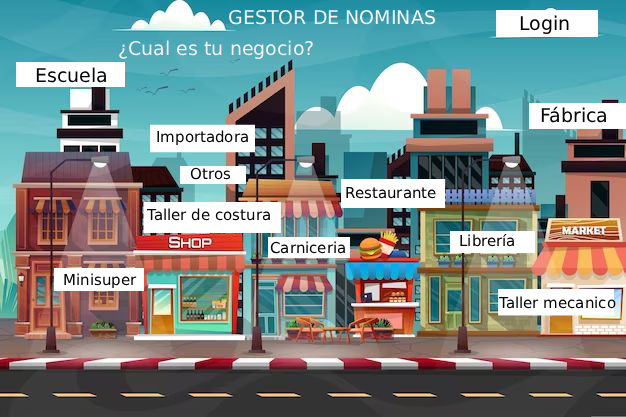 GESTOR DE NOMINAS
Login
¿Cual es tu negocio?
Escuela
Fábrica
Importadora
Otros
Restaurante
Taller de costura
MARKET
SHOP
Carniceria
Librería
Minisuper
Taller mecanico